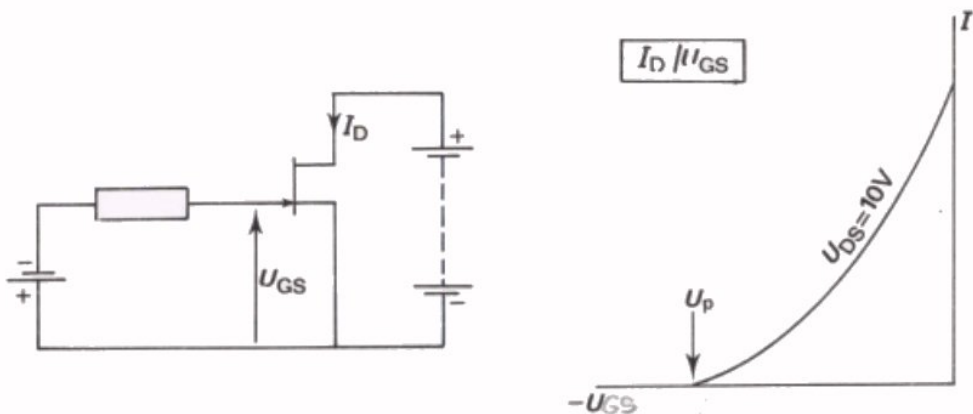 I_D
+
-
+
U_GS
-
I_D/U_GS
I
U_DS=10V
U_p
-U_GS